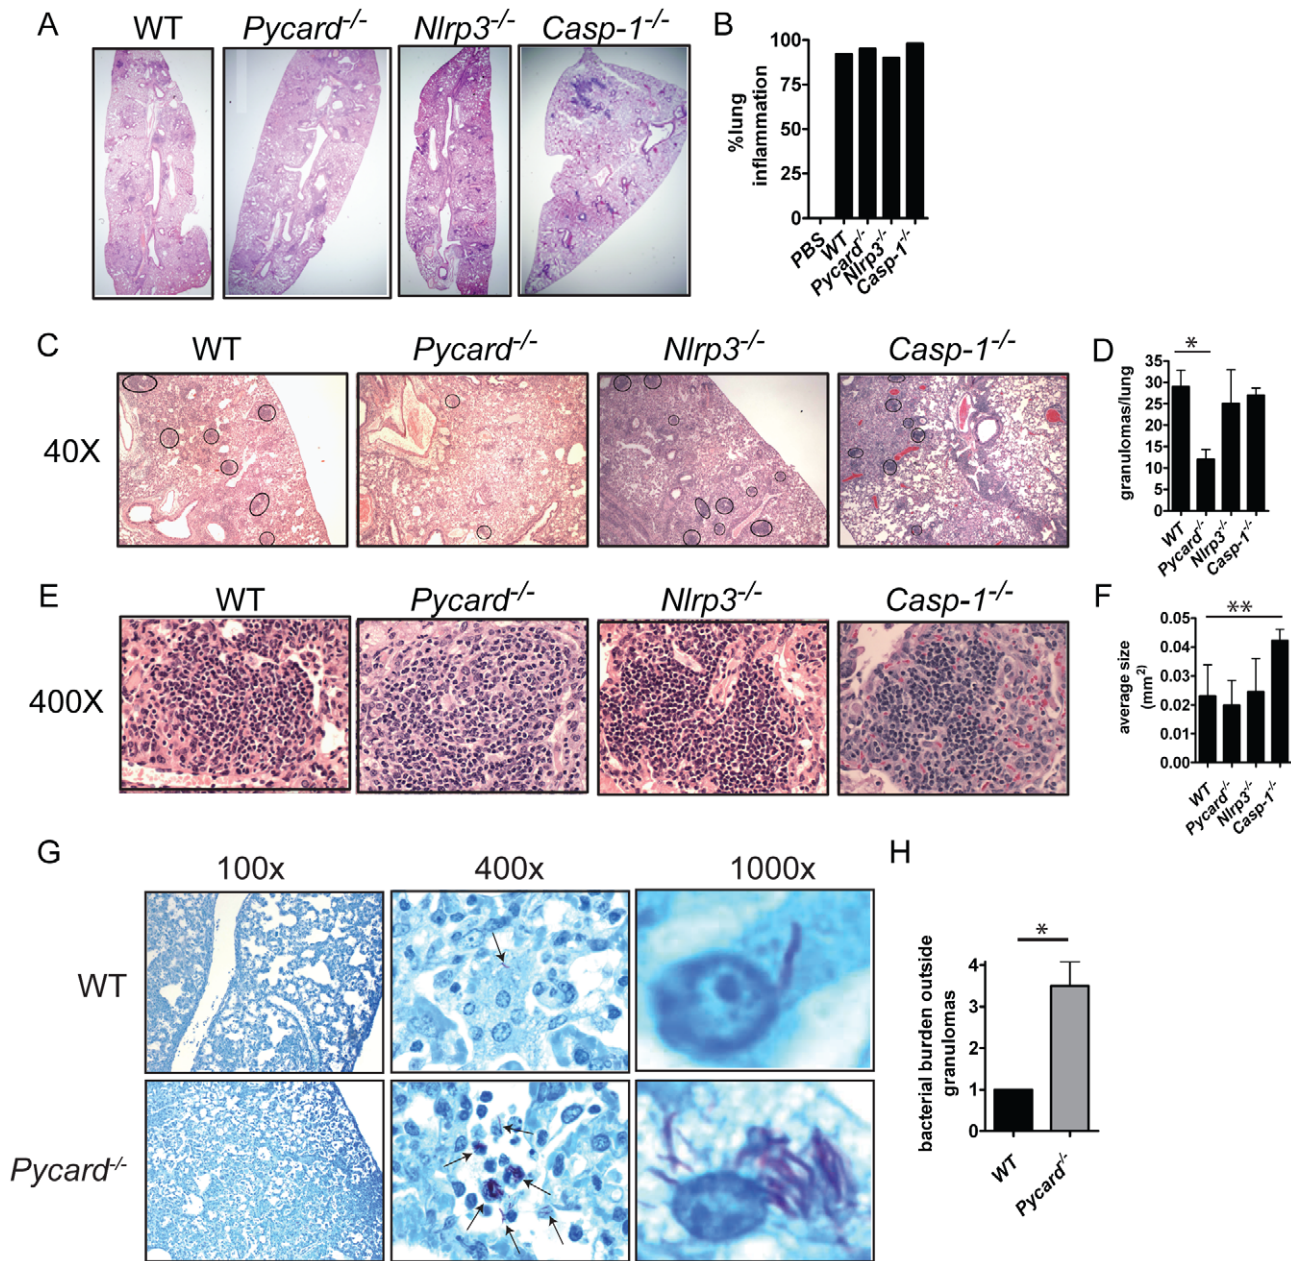 A
WT
Pycard-/-
Nlrp3-/-
Casp-1-/-
B
%lung
inflammation
100
75
50
25
0
PBS
WT
Pycard-/-
Nlrp3-/-
Casp-1-/-
C
WT
Pycard-/-
Nlrp3-/-
Casp-1-/-
40X
D
*
granulomas/lung
35
30
25
20
15
10
5
0
WT
Pycard-/-
Nlrp3-/-
Casp-1-/-
E
WT
Pycard-/-
Nlrp3-/-
Casp-1-/-
400X
F
**
average size
(mm2)
0.05
0.04
0.03
0.02
0.01
0.00
WT
Pycard-/-
Nlrp3-/-
Casp-1-/-
G
100x
400x
1000x
WT
Pycard-/-
H
*
bacterial burden outside
granulomas
4
3
2
1
0
WT
Pycard-/-